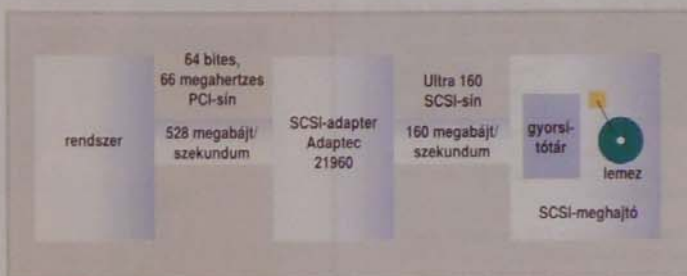 rendszer
64 bites,
66 megahertzes
PCI-sín
528 megabájt/
szekundum
SCSI-adapter
Adaptec
21960
Ultra 160
SCSI-sín
160 megabájt/
szekundum
gyorsí-
tótár
lemez
SCSI-meghajtó